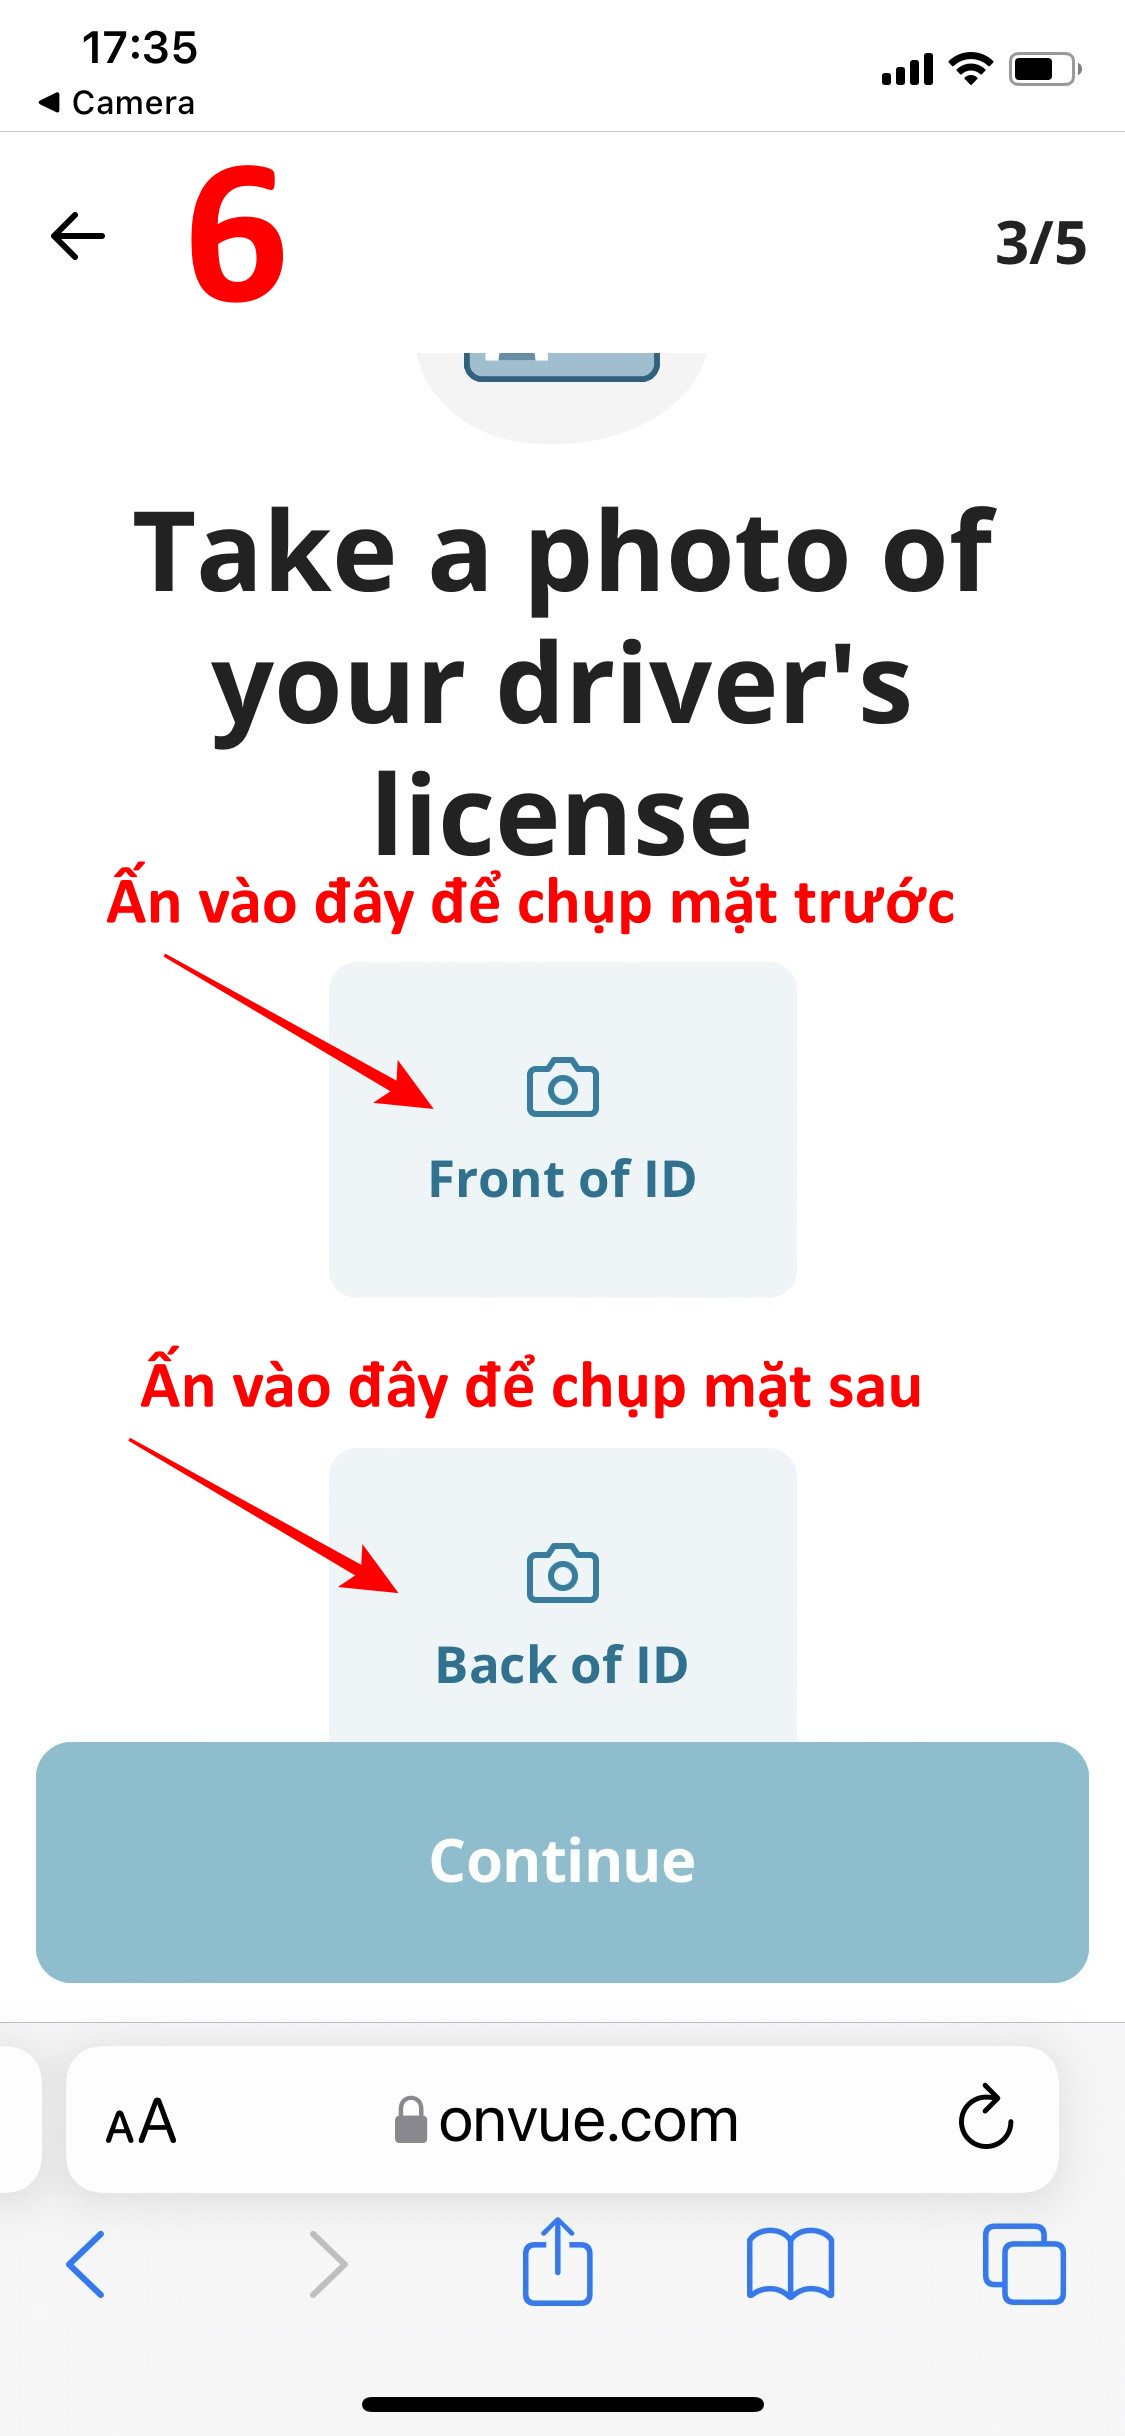 17:35
Camera
6
3/5
Take a photo of
your driver's
license
Ấn vào đây để chụp mặt trước
Front of ID
Ấn vào đây để chụp mặt sau
Back of ID
Continue
AA
onvue.com